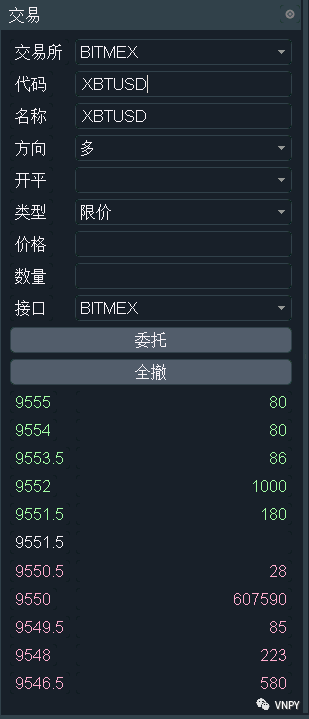 交易
交易所 BITMEX
代码 XBTUSD
名称 XBTUSD
方向 多
开平
类型 限价
价格
数量
接口 BITMEX
委托
全撤
9555 80
9554 80
9553.5 86
9552 1000
9551.5 180
9551.5
9550.5 28
9550 607590
9549.5 85
9548 223
9546.5 580
VNPY